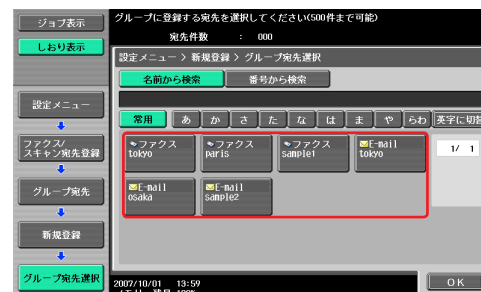 ジョブ表示
しおり表示
設定メニュー
ファクス/
スキャン宛先登録
グループ宛先
新規登録
グループ宛先選択
グループに登録する宛先を選択してください(500件まで可能)
宛先件数 : 000
設定メニュー > 新規登録 > グループ宛先選択
名前から検索 番号から検索
常用 あ か さ た な は ま や らわ 英字に切替
ファクス
tokyo
ファクス
paris
ファクス
sample1
E-mail
tokyo
1/ 1
E-mail
osaka
E-mail
sample2
2007/10/01 13:59
OK